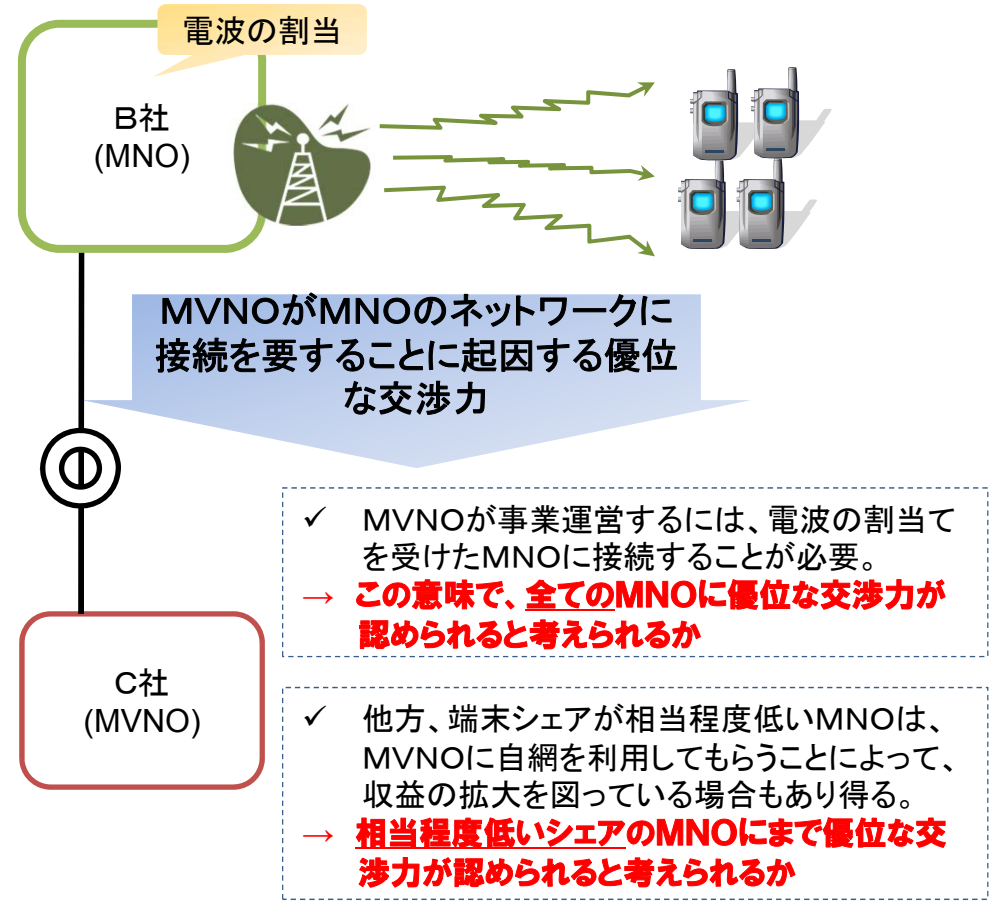 電波の割当
B社
(MNO)
MVNOがMNOのネットワークに
接続を要することに起因する優位
な交渉力
✓ MVNOが事業運営するには、電波の割当て
を受けたMNOに接続することが必要。
→ この意味で、全てのMNOに優位な交渉力が
認められると考えられるか
C社
(MVNO)
✓ 他方、端末シェアが相当程度低いMNOは、
MVNOに自網を利用してもらうことによって、
収益の拡大を図っている場合もあり得る。
→ 相当程度低いシェアのMNOにまで優位な交
渉力が認められると考えられるか